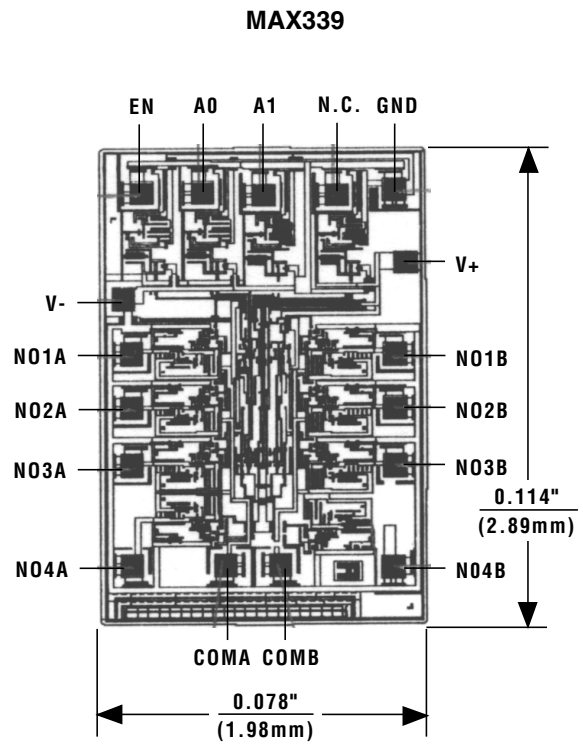 MAX339
EN A0 A1 N.C. GND
V+
V-
NO1A NO1B
NO2A NO2B
NO3A NO3B
0.114"
(2.89mm)
NO4A NO4B
COMA COMB
0.078"
(1.98mm)